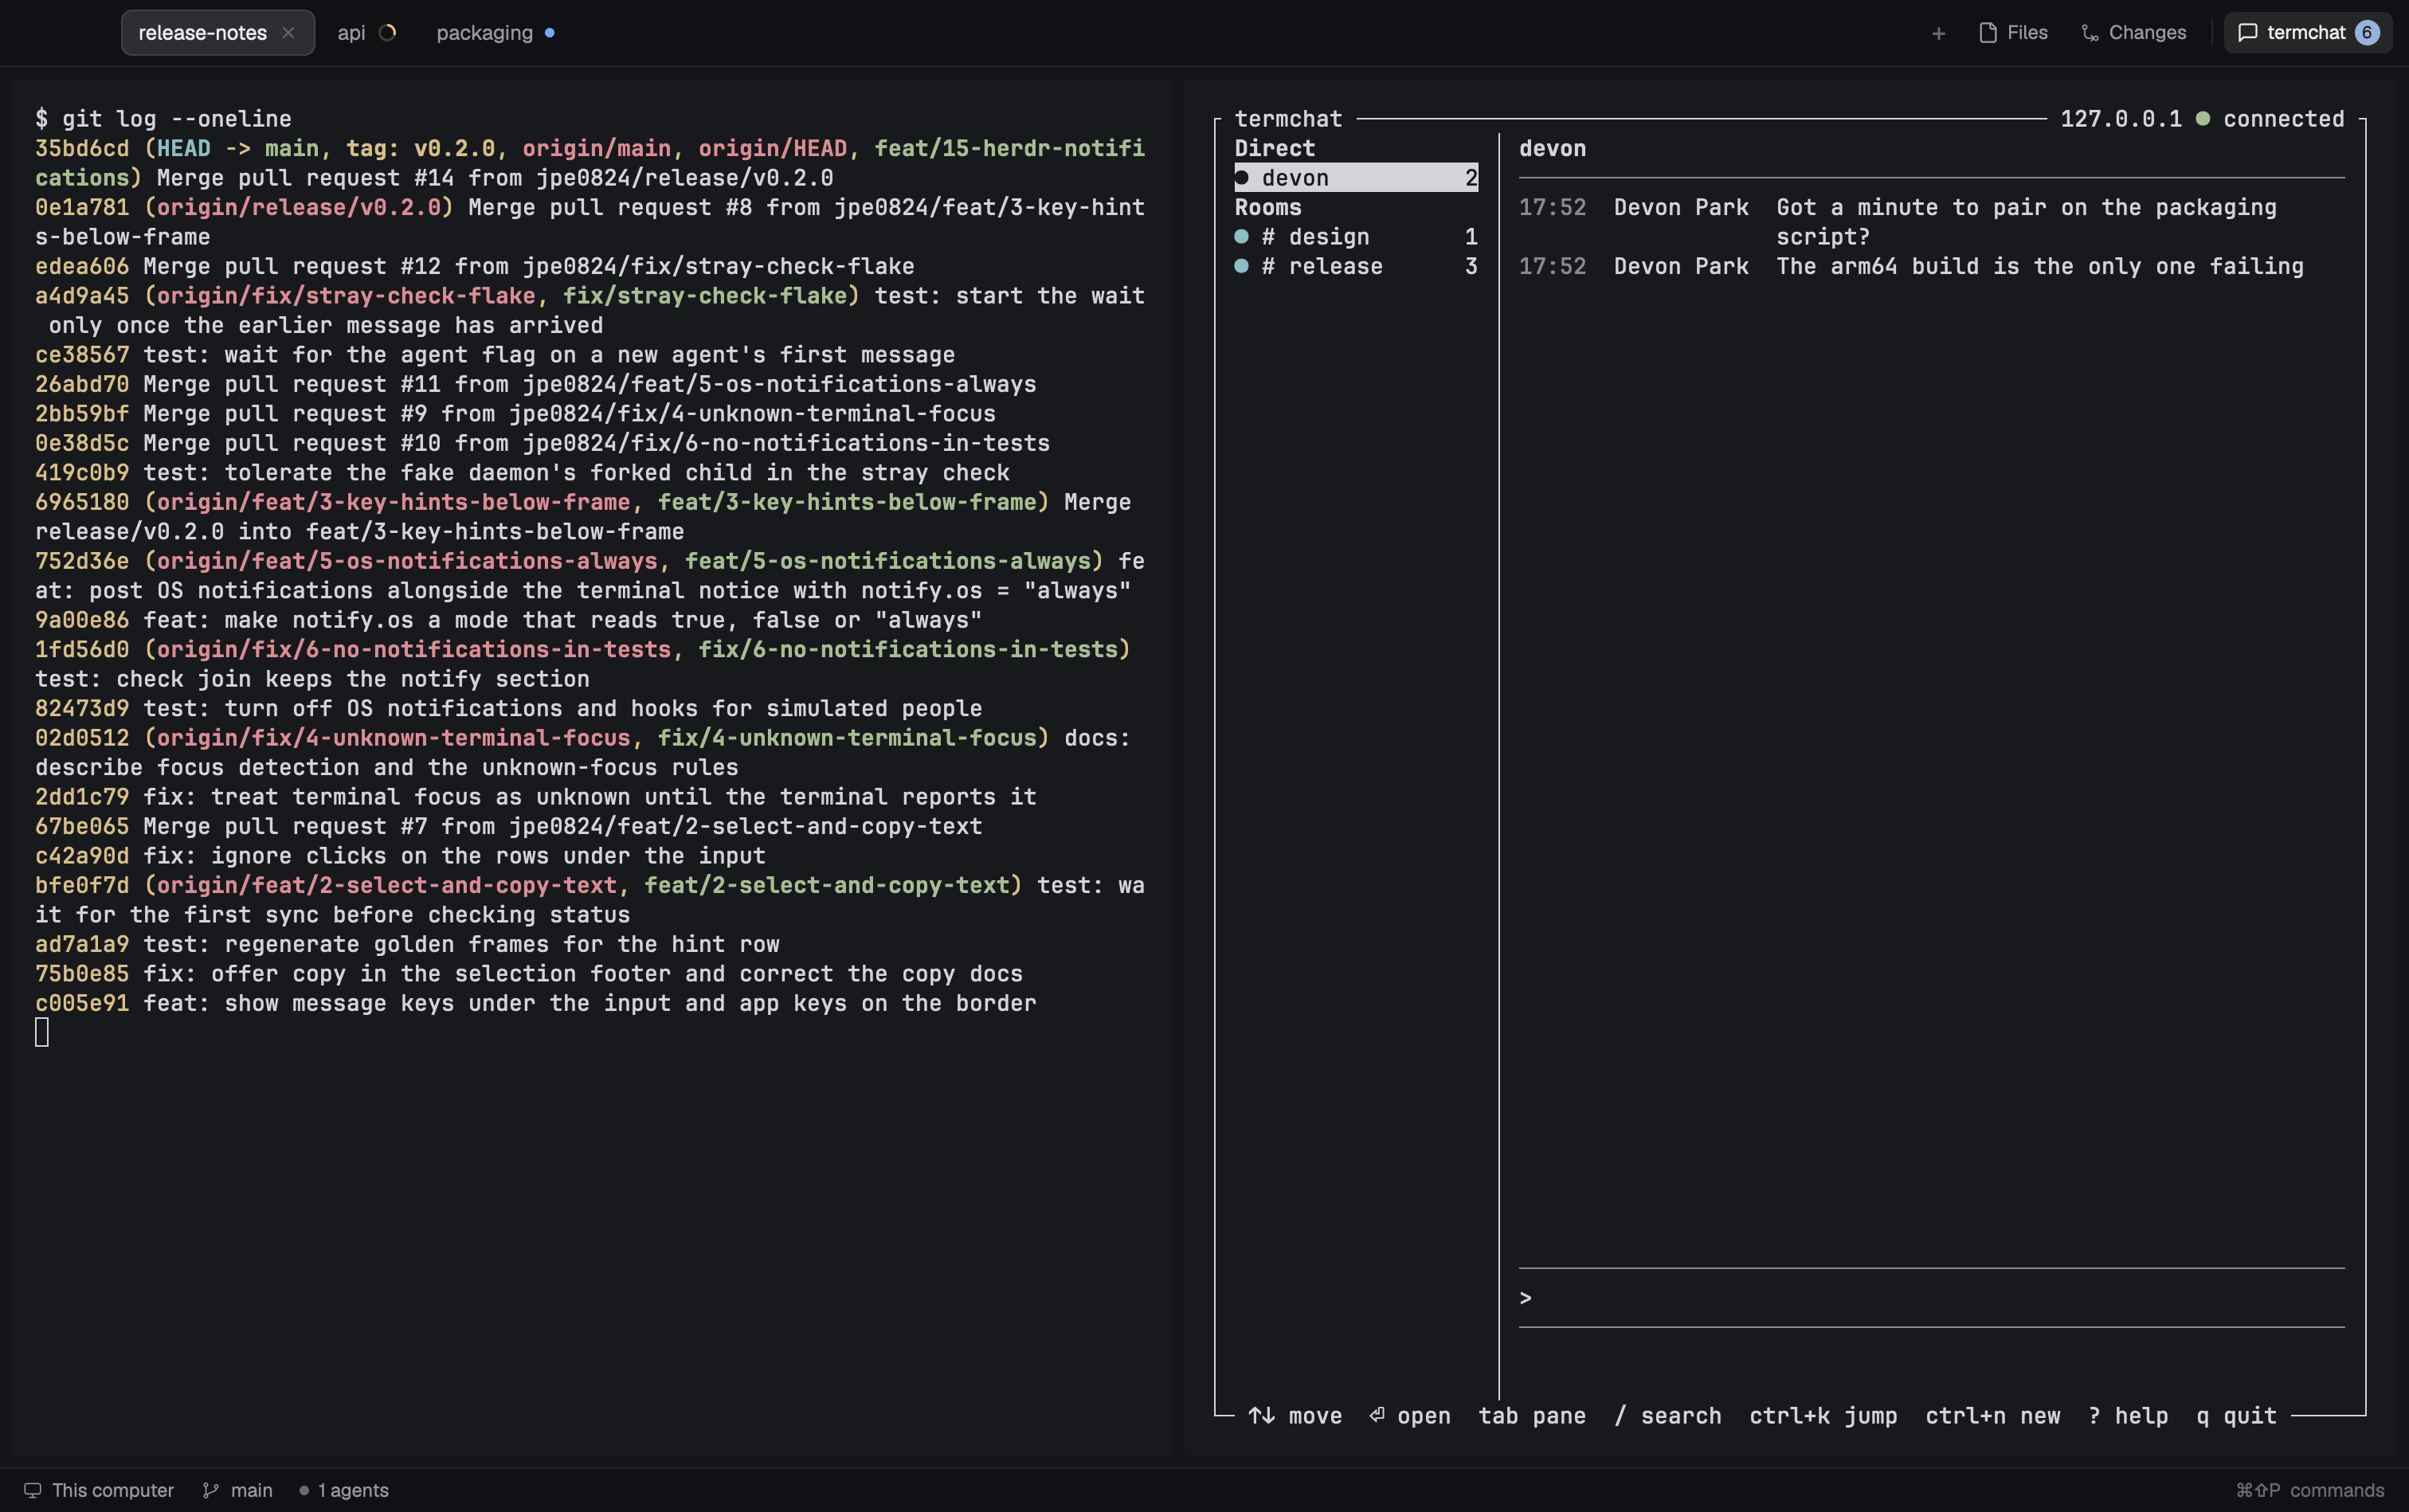 release-notes × api packaging + Files Changes termchat 6
$ git log --oneline
35bd6cd (HEAD -> main, tag: v0.2.0, origin/main, origin/HEAD, feat/15-herdr-notifi
cations) Merge pull request #14 from jpe0824/release/v0.2.0
0e1a781 (origin/release/v0.2.0) Merge pull request #8 from jpe0824/feat/3-key-hint
s-below-frame
edea606 Merge pull request #12 from jpe0824/fix/stray-check-flake
a4d9a45 (origin/fix/stray-check-flake, fix/stray-check-flake) test: start the wait
only once the earlier message has arrived
ce38567 test: wait for the agent flag on a new agent's first message
26abd70 Merge pull request #11 from jpe0824/feat/5-os-notifications-always
2bb59bf Merge pull request #9 from jpe0824/fix/4-unknown-terminal-focus
0e38d5c Merge pull request #10 from jpe0824/fix/6-no-notifications-in-tests
419c0b9 test: tolerate the fake daemon's forked child in the stray check
6965180 (origin/feat/3-key-hints-below-frame, feat/3-key-hints-below-frame) Merge
release/v0.2.0 into feat/3-key-hints-below-frame
752d36e (origin/feat/5-os-notifications-always, feat/5-os-notifications-always) fe
at: post OS notifications alongside the terminal notice with notify.os = "always"
9a00e86 feat: make notify.os a mode that reads true, false or "always"
1fd56d0 (origin/fix/6-no-notifications-in-tests, fix/6-no-notifications-in-tests)
test: check join keeps the notify section
82473d9 test: turn off OS notifications and hooks for simulated people
02d0512 (origin/fix/4-unknown-terminal-focus, fix/4-unknown-terminal-focus) docs:
describe focus detection and the unknown-focus rules
2dd1c79 fix: treat terminal focus as unknown until the terminal reports it
67be065 Merge pull request #7 from jpe0824/feat/2-select-and-copy-text
c42a90d fix: ignore clicks on the rows under the input
bfe0f7d (origin/feat/2-select-and-copy-text, feat/2-select-and-copy-text) test: wa
it for the first sync before checking status
ad7a1a9 test: regenerate golden frames for the hint row
75b0e85 fix: offer copy in the selection footer and correct the copy docs
c005e91 feat: show message keys under the input and app keys on the border
termchat 127.0.0.1 ● connected
Direct
● devon 2
Rooms
● # design 1
● # release 3
devon
17:52 Devon Park Got a minute to pair on the packaging
script?
17:52 Devon Park The arm64 build is the only one failing
>
↑↓ move ⏎ open tab pane / search ctrl+k jump ctrl+n new ? help q quit
This computer main ● 1 agents ⌘⇧P commands